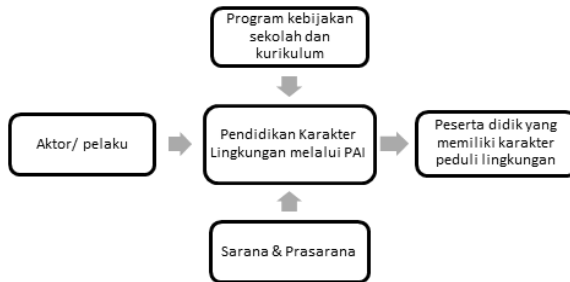 Program kebijakan
sekolah dan
kurikulum
Aktor/ pelaku
Pendidikan Karakter
Lingkungan melalui PAI
Peserta didik yang
memiliki karakter
peduli lingkungan
Sarana & Prasarana